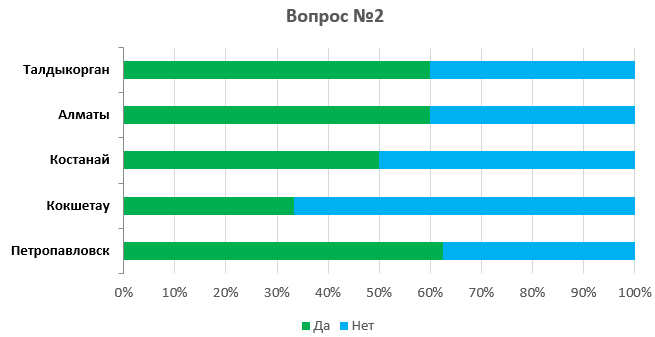 Вопрос №2
Талдыкорган
Алматы
Костанай
Кокшетау
Петропавловск
0% 10% 20% 30% 40% 50% 60% 70% 80% 90% 100%
Да Нет